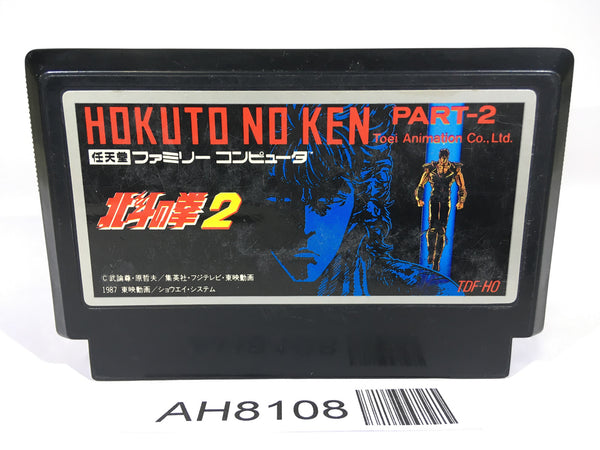 HOKUTO NO KEN PART-2
Toei Animation Co., Ltd.
任天堂 ファミリー コンピュータ
北斗の拳2
©武論尊・原哲夫/集英社・フジテレビ・東映動画
1987 東映動画/ショウエイ・システム
TDF-HO
AH8108